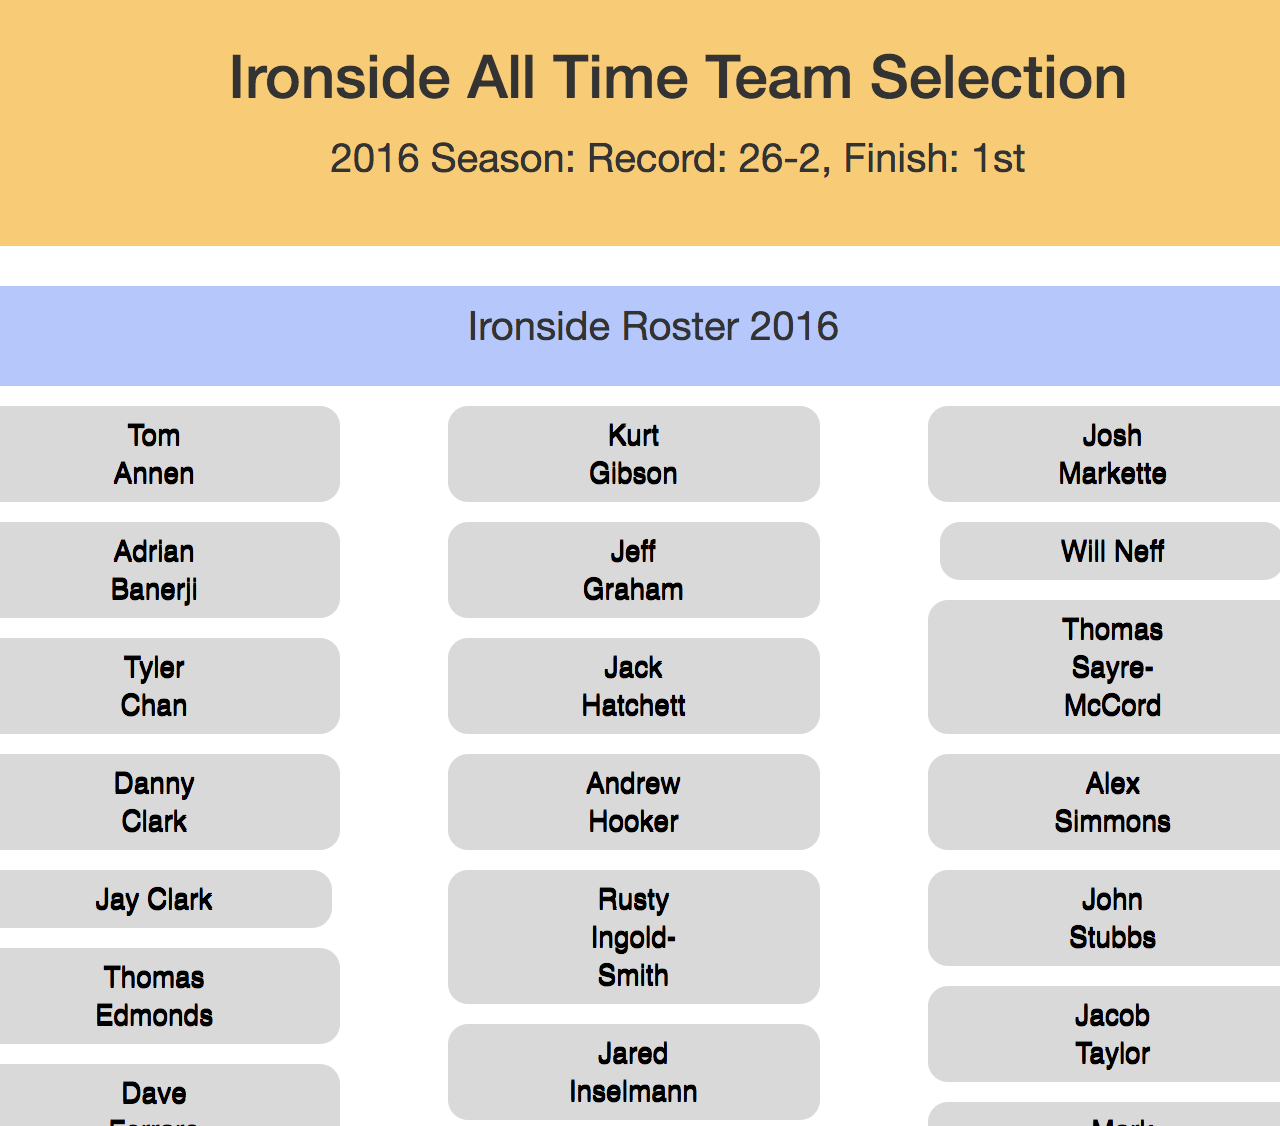 Ironside All Time Team Selection
2016 Season: Record: 26-2, Finish: 1st
Ironside Roster 2016
Tom
Annen
Adrian
Banerji
Tyler
Chan
Danny
Clark
Jay Clark
Thomas
Edmonds
Dave
Kurt
Gibson
Jeff
Graham
Jack
Hatchett
Andrew
Hooker
Rusty
Ingold-
Smith
Jared
Inselmann
Josh
Markette
Will Neff
Thomas
Sayre-
McCord
Alex
Simmons
John
Stubbs
Jacob
Taylor
Mark